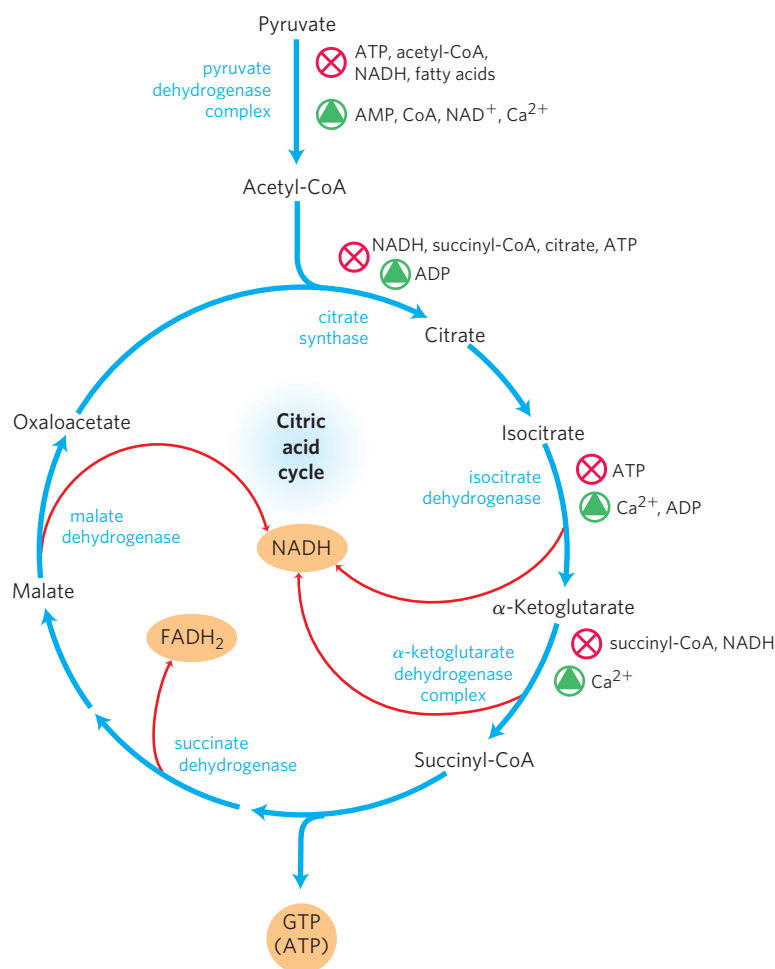 Pyruvate
ATP, acetyl-CoA,
NADH, fatty acids
pyruvate
dehydrogenase
complex
AMP, CoA, NAD⁺, Ca²⁺
Acetyl-CoA
NADH, succinyl-CoA, citrate, ATP
ADP
citrate
synthase
Citrate
Oxaloacetate
Citric
acid
cycle
Isocitrate
ATP
isocitrate
dehydrogenase
Ca²⁺, ADP
malate
dehydrogenase
NADH
Malate
α-Ketoglutarate
FADH₂
succinyl-CoA, NADH
α-ketoglutarate
dehydrogenase
complex
Ca²⁺
succinate
dehydrogenase
Succinyl-CoA
GTP
(ATP)